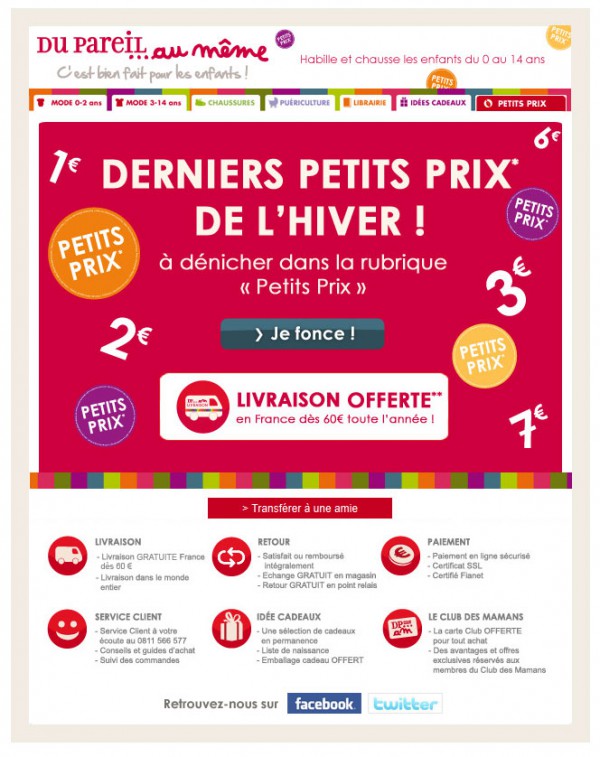 DU PAREIL
...au même
C'est bien fait pour les enfants !
PETITS PRIX*
Habille et chausse les enfants du 0 au 14 ans
PETITS PRIX*
PETITS PRIX*
MODE 0-2 ans
MODE 3-14 ans
CHAUSSURES
PUÉRICULTURE
LIBRAIRIE
IDÉES CADEAUX
PETITS PRIX
1€
6€
DERNIERS PETITS PRIX*
DE L'HIVER !
PETITS
PRIX*
PETITS
PRIX*
à dénicher dans la rubrique
« Petits Prix »
3€
2€
❯ Je fonce !
PETITS
PRIX*
PETITS
PRIX*
LIVRAISON OFFERTE**
en France dès 60€ toute l'année !
7€
> Transférer à une amie
LIVRAISON
- Livraison GRATUITE France
dès 60 €
- Livraison dans le monde
entier
RETOUR
- Satisfait ou remboursé
intégralement
- Echange GRATUIT en magasin
- Retour GRATUIT en point relais
PAIEMENT
- Paiement en ligne sécurisé
- Certificat SSL
- Certifié Fianet
SERVICE CLIENT
- Service Client à votre
écoute au 0811 566 577
- Conseils et guides d'achat
- Suivi des commandes
IDÉE CADEAUX
- Une sélection de cadeaux
en permanence
- Liste de naissance
- Emballage cadeau OFFERT
LE CLUB DES MAMANS
- La carte Club OFFERTE
pour tout achat
- Des avantages et offres
exclusives réservés aux
membres du Club des Mamans
Retrouvez-nous sur
facebook
twitter